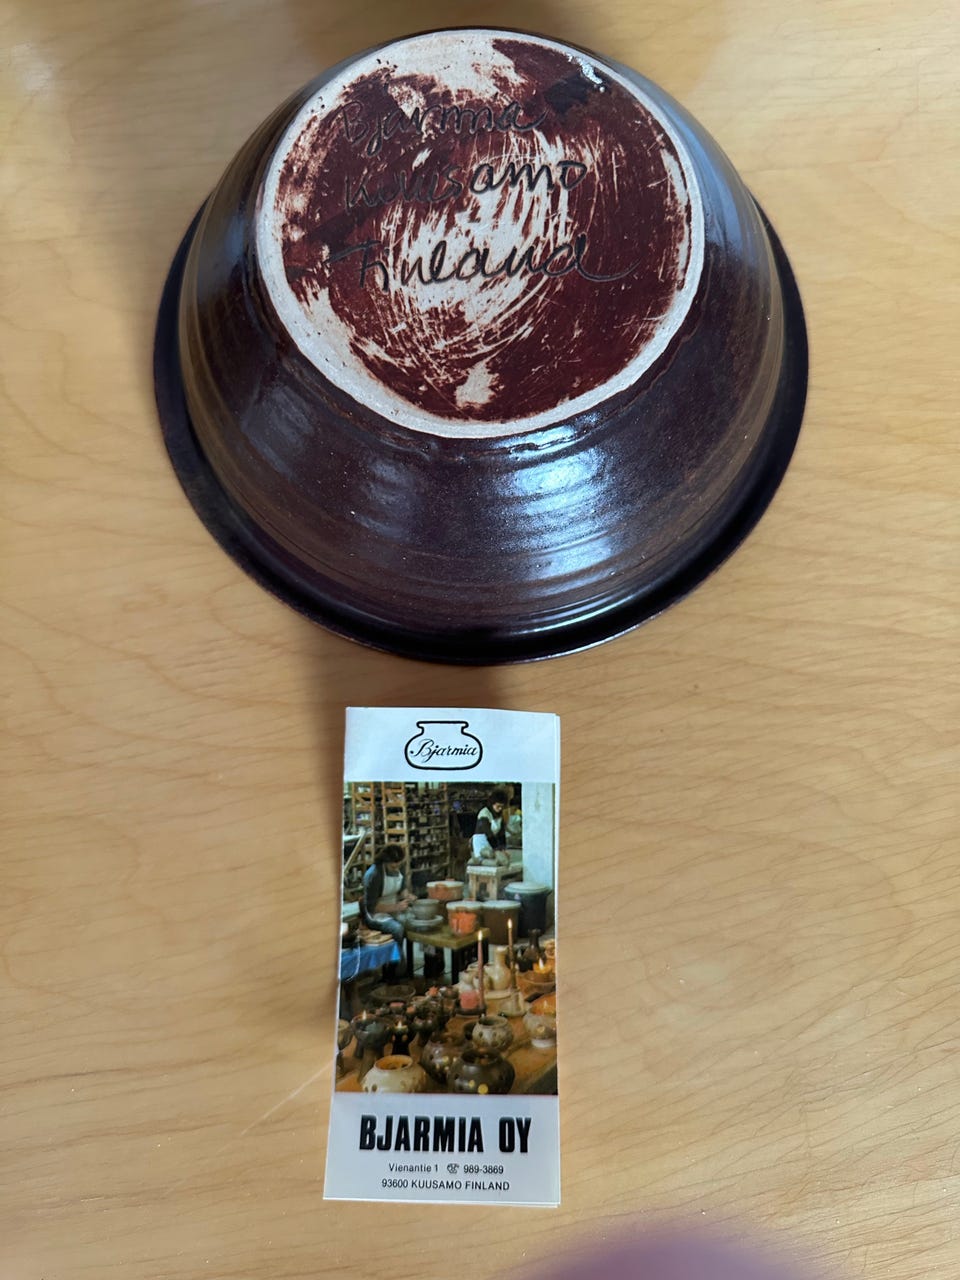 Bjarmia
Kuusamo
Finland
Bjarmia
BJARMIA OY
Vienantie 1 ☏ 989-3869
93600 KUUSAMO FINLAND